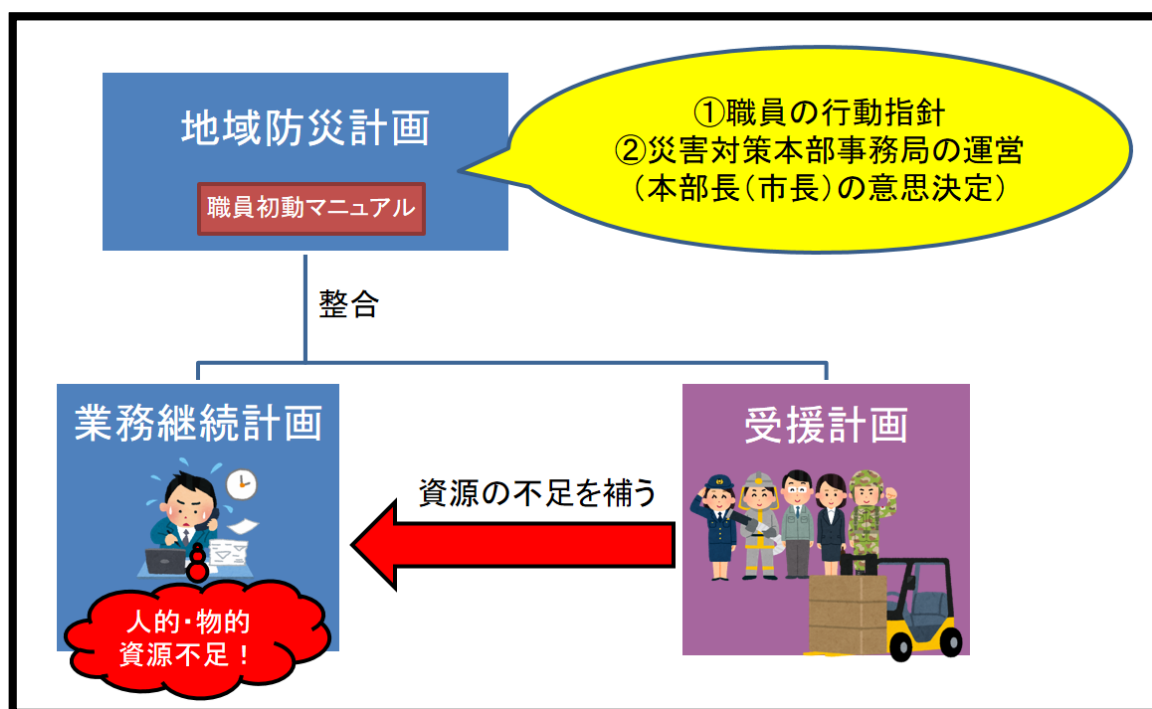 地域防災計画
職員初動マニュアル
①職員の行動指針
②災害対策本部事務局の運営
（本部長（市長）の意思決定）
整合
業務継続計画
人的・物的
資源不足！
資源の不足を補う
受援計画